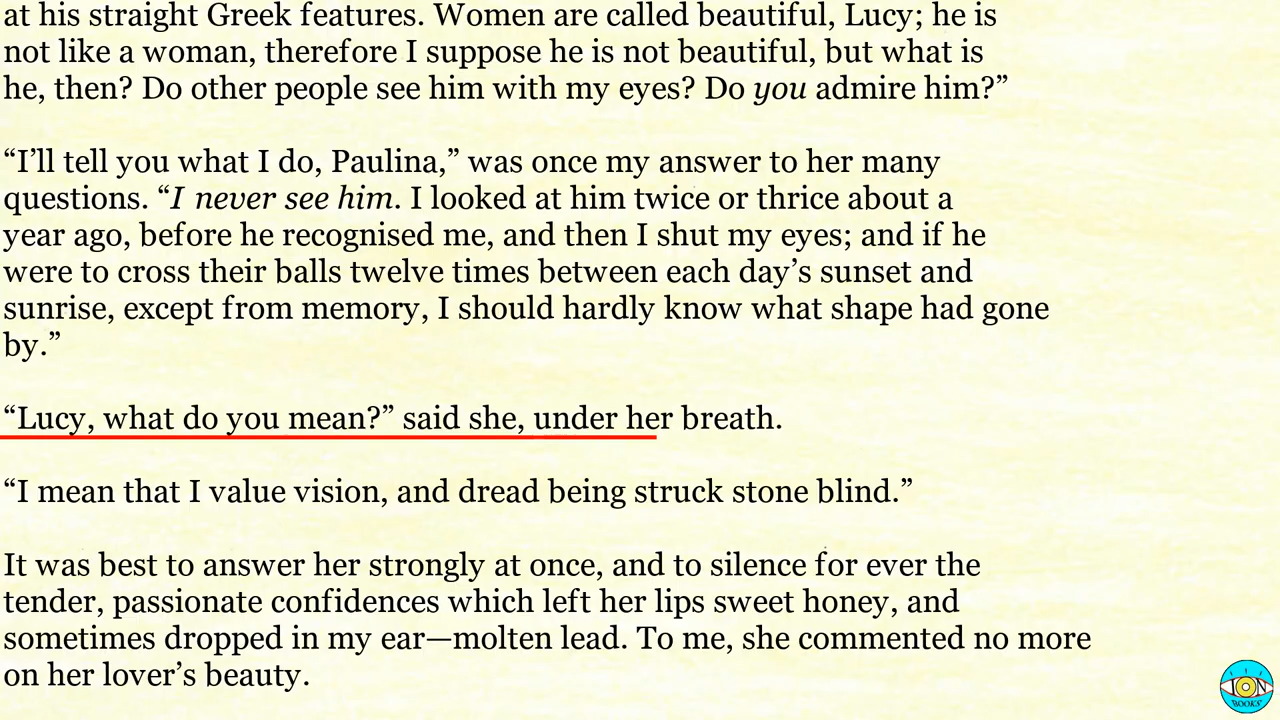 at his straight Greek features. Women are called beautiful, Lucy; he is
not like a woman, therefore I suppose he is not beautiful, but what is
he, then? Do other people see him with my eyes? Do you admire him?”
“I’ll tell you what I do, Paulina,” was once my answer to her many
questions. “I never see him. I looked at him twice or thrice about a
year ago, before he recognised me, and then I shut my eyes; and if he
were to cross their balls twelve times between each day’s sunset and
sunrise, except from memory, I should hardly know what shape had gone
by.”
“Lucy, what do you mean?” said she, under her breath.
“I mean that I value vision, and dread being struck stone blind.”
It was best to answer her strongly at once, and to silence for ever the
tender, passionate confidences which left her lips sweet honey, and
sometimes dropped in my ear—molten lead. To me, she commented no more
on her lover’s beauty.
ION
BOOKS